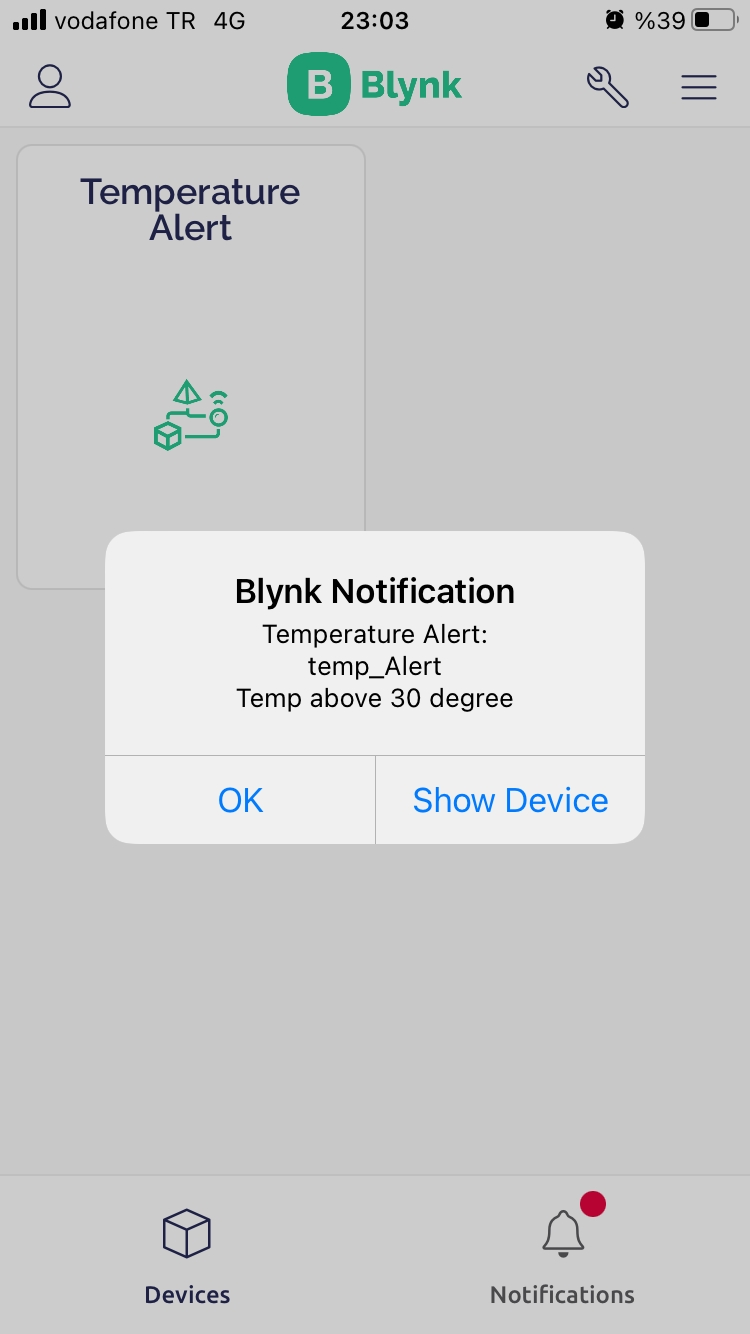 vodafone TR 4G 23:03 %39
B Blynk
Temperature
Alert
Blynk Notification
Temperature Alert:
temp_Alert
Temp above 30 degree
OK Show Device
Devices Notifications